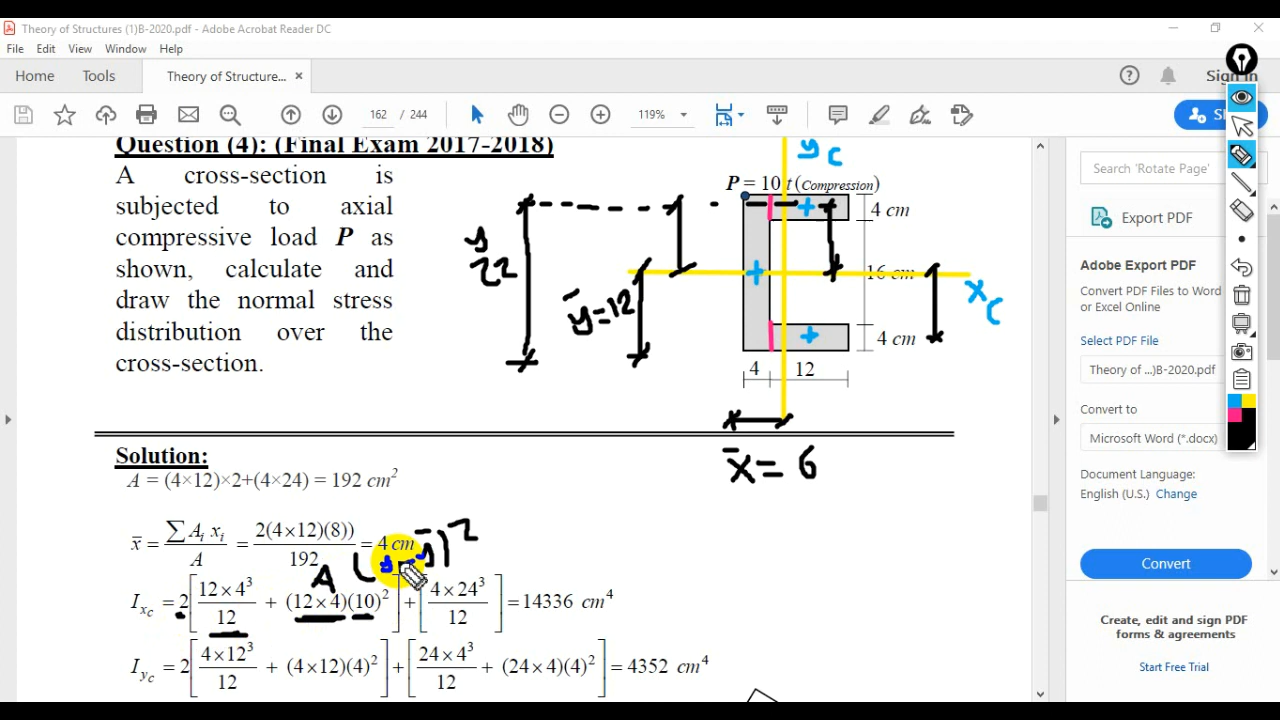 Theory of Structures (1)B-2020.pdf - Adobe Acrobat Reader DC
File Edit View Window Help
Home Tools Theory of Structure... × Sign In
162 / 244 119%
Question (4): (Final Exam 2017-2018)
A cross-section is
subjected to axial
compressive load P as
shown, calculate and
draw the normal stress
distribution over the
cross-section.
y c
P = 10 t (Compression)
4 cm
16 cm
4 cm
4 12
y
22
ȳ=12
x c
x̄ = 6
Solution:
A = (4×12)×2+(4×24) = 192 cm²
x̄ = ∑ A_i x_i / A = 2(4×12)(8)) / 192 = 4 cm
A (y-ȳ)²
I_xc = 2[12×4³/12 + (12×4)(10)²]+[4×24³/12] = 14336 cm⁴
I_yc = 2[4×12³/12 + (4×12)(4)²]+[24×4³/12 + (24×4)(4)²] = 4352 cm⁴
Search 'Rotate Page'
Export PDF
Adobe Export PDF
Convert PDF Files to Word
or Excel Online
Select PDF File
Theory of ...)B-2020.pdf
Convert to
Microsoft Word (*.docx)
Document Language:
English (U.S.) Change
Convert
Create, edit and sign PDF
forms & agreements
Start Free Trial